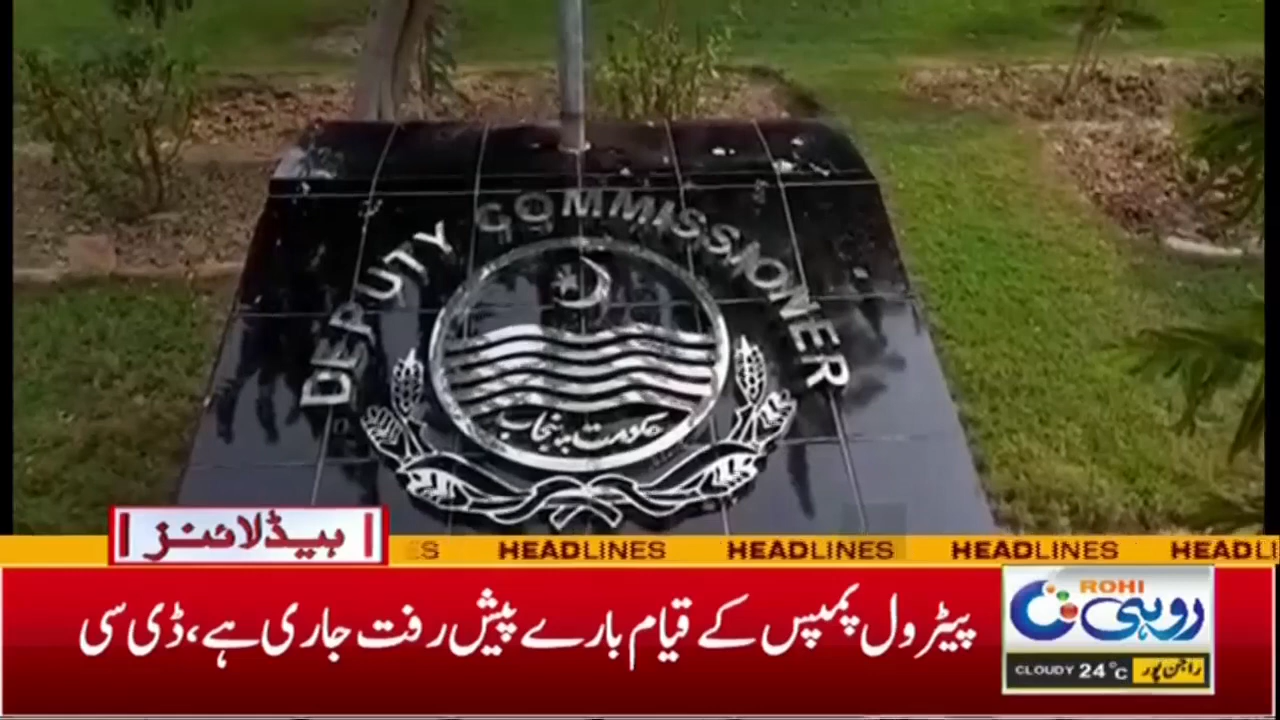 DEPUTY COMMISSIONER
حکومت پنجاب
ہیڈلائنز
ES HEADLINES HEADLINES HEADLINES HEADLI
پیٹرول پمپس کے قیام بارے پیش رفت جاری ہے، ڈی سی
ROHI
روہی
CLOUDY 24°C راجن پور